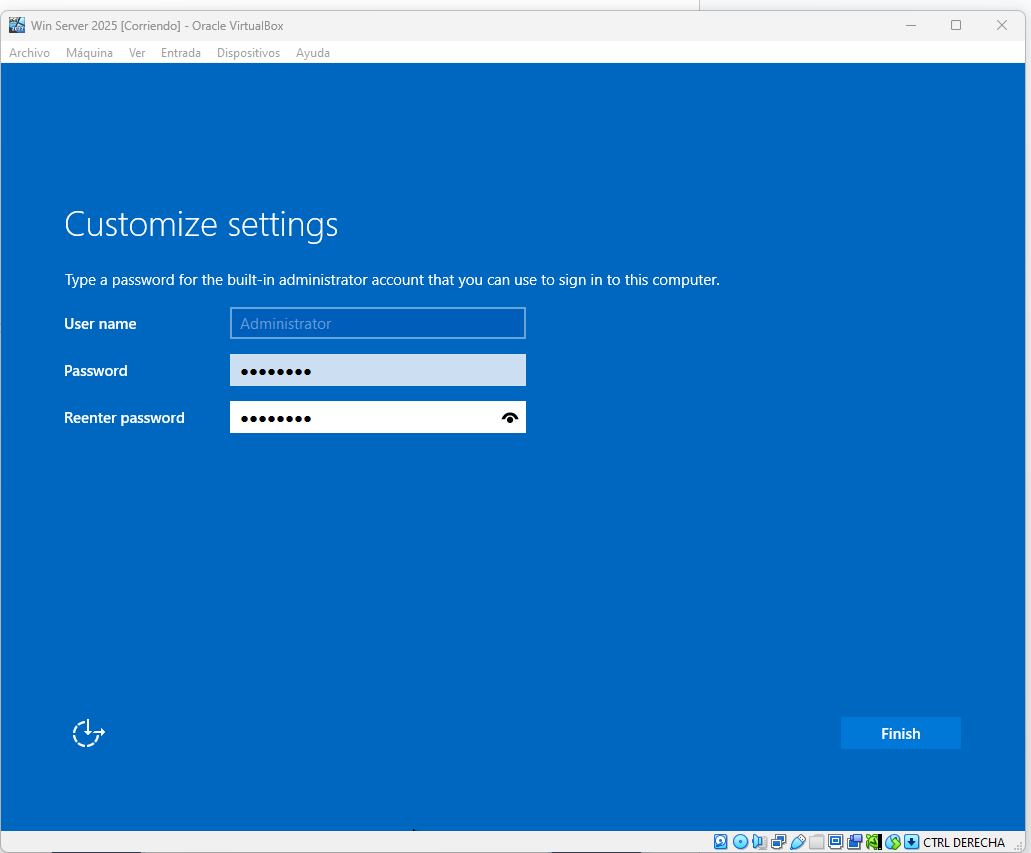 Win Server 2025 [Corriendo] - Oracle VirtualBox
Archivo Máquina Ver Entrada Dispositivos Ayuda
Customize settings
Type a password for the built-in administrator account that you can use to sign in to this computer.
User name Administrator
Password ••••••••
Reenter password ••••••••
Finish
CTRL DERECHA